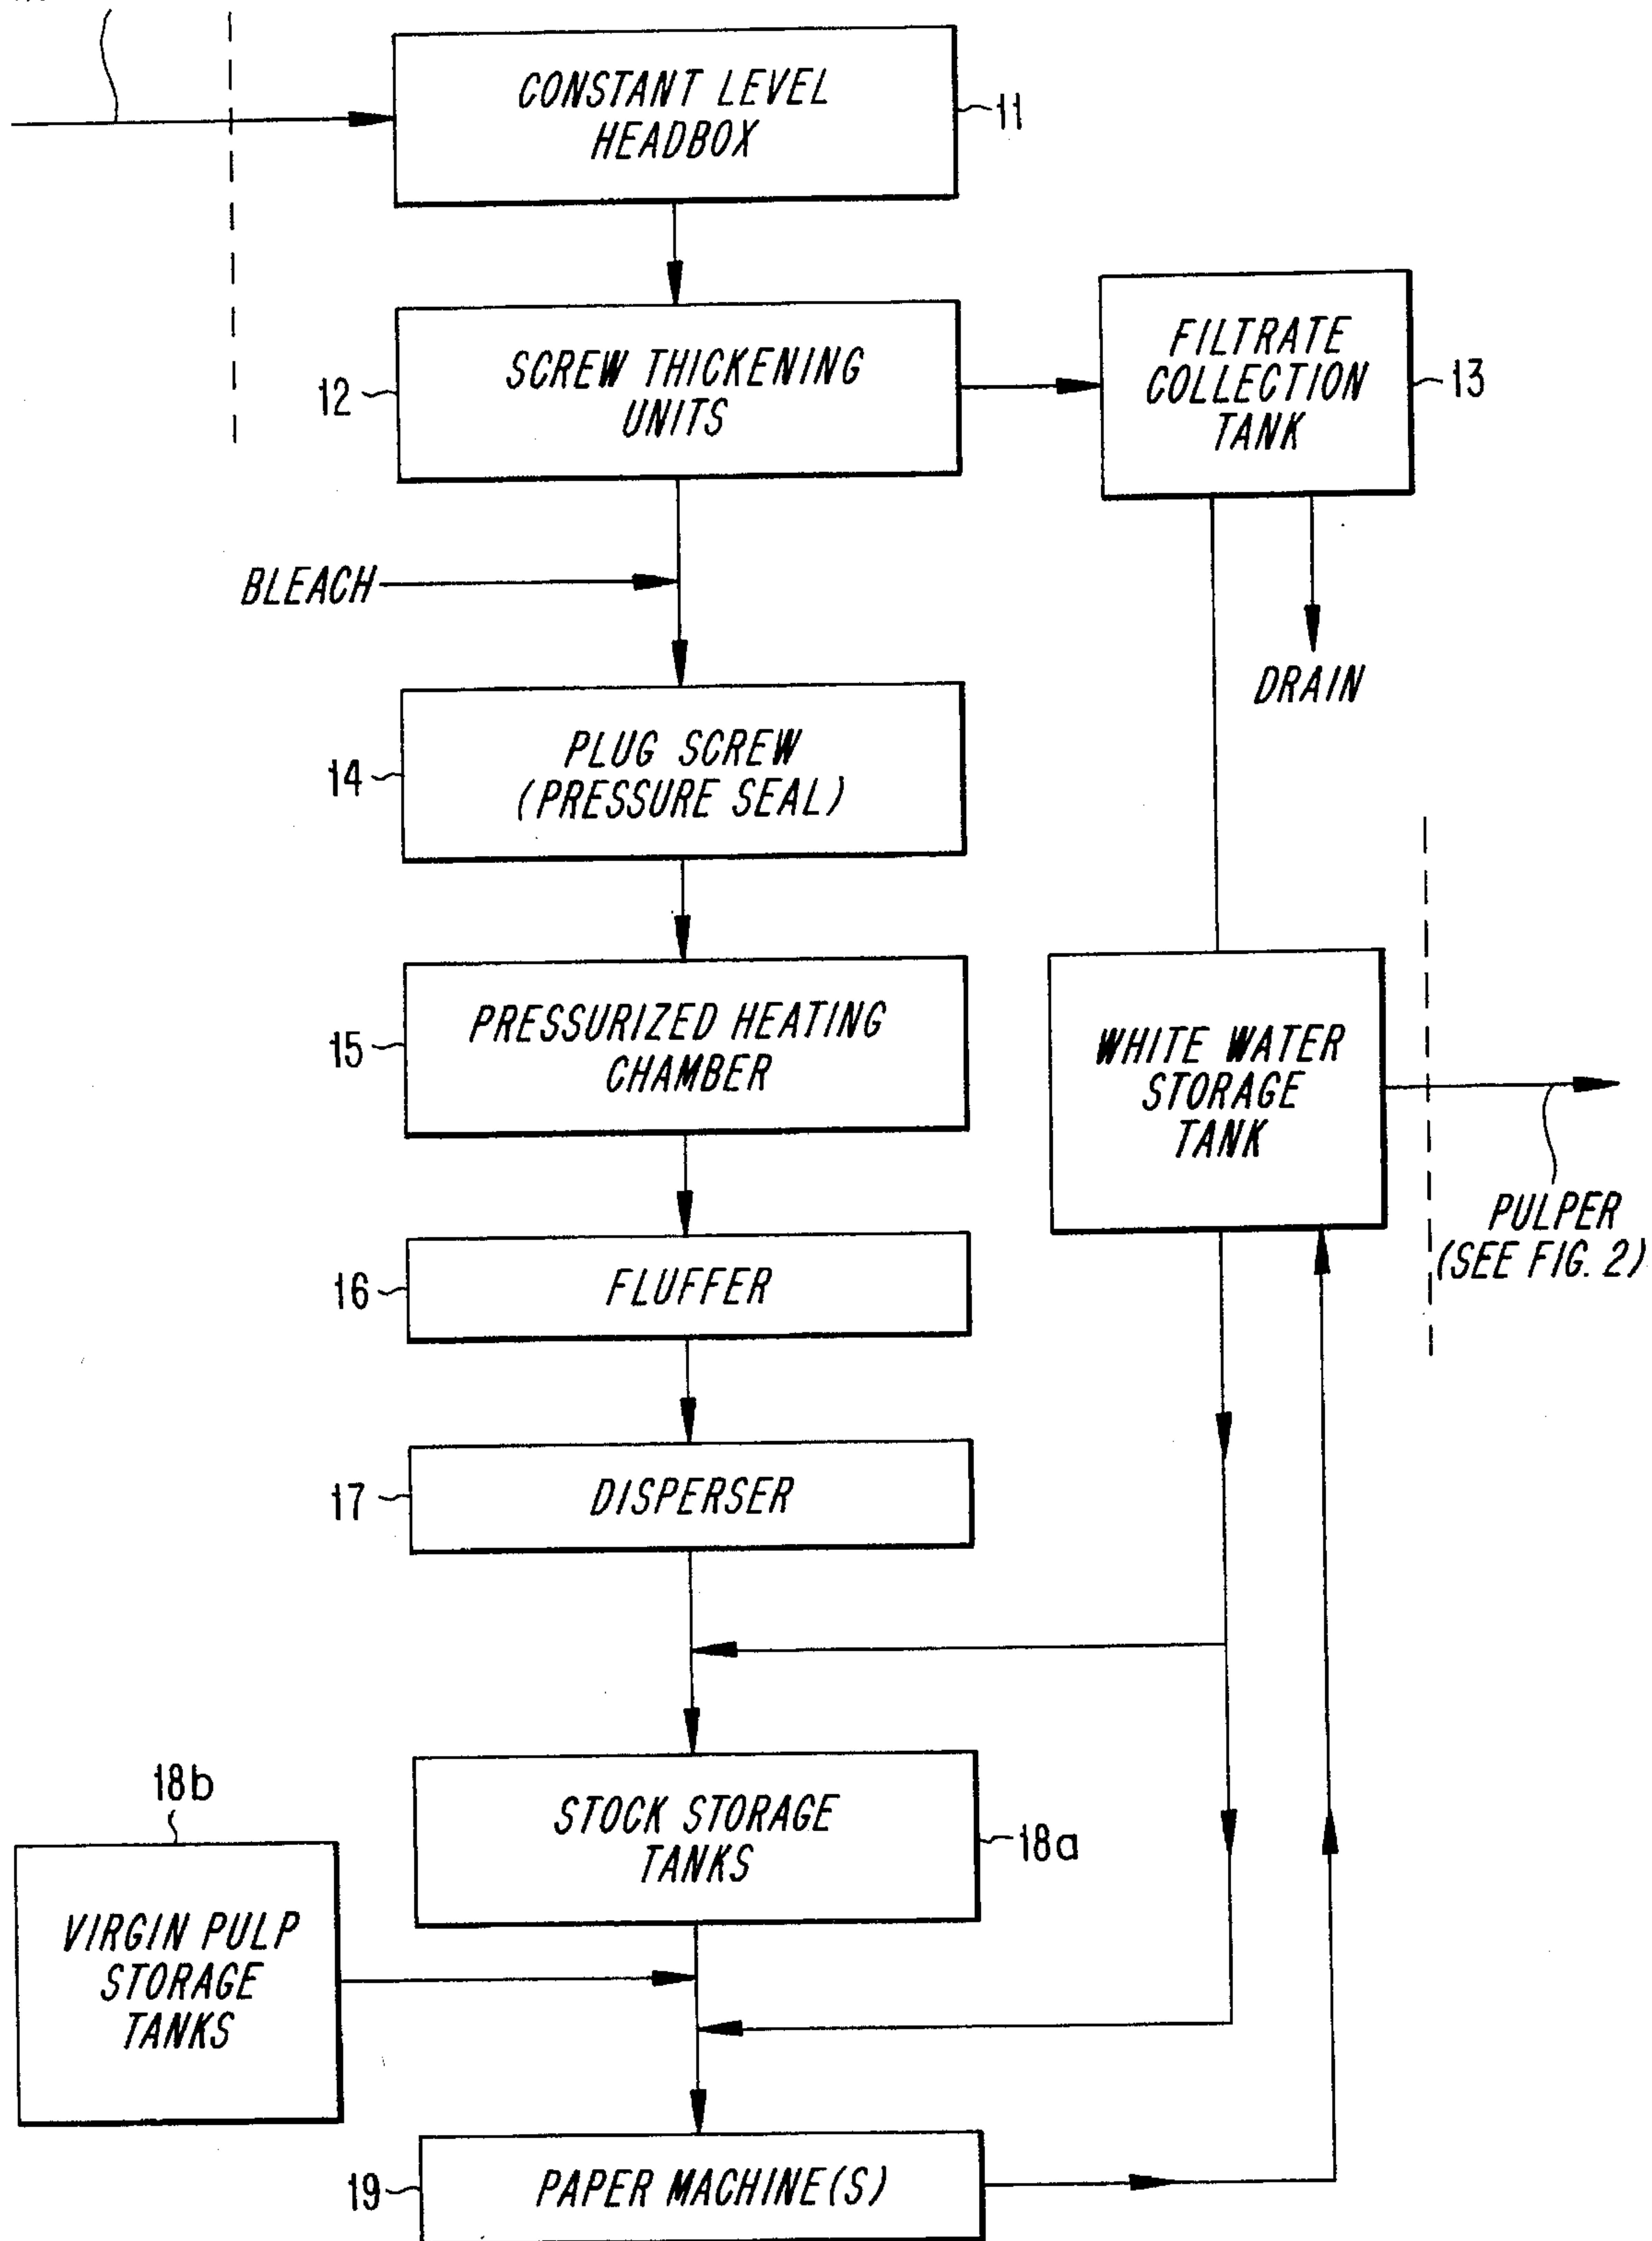 CONSTANT LEVEL
HEADBOX
11
SCREW THICKENING
UNITS
12
FILTRATE
COLLECTION
TANK
13
BLEACH
DRAIN
PLUG SCREW
(PRESSURE SEAL)
14
PRESSURIZED HEATING
CHAMBER
15
WHITE WATER
STORAGE
TANK
PULPER
(SEE FIG. 2)
FLUFFER
16
DISPERSER
17
STOCK STORAGE
TANKS
18a
18b
VIRGIN PULP
STORAGE
TANKS
PAPER MACHINE(S)
19